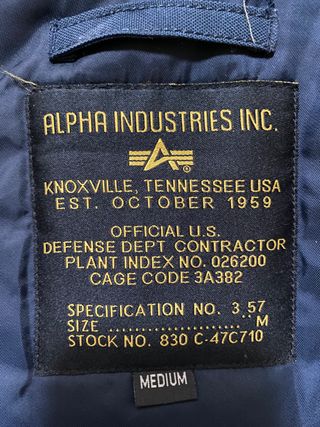 ALPHA INDUSTRIES INC.
KNOXVILLE, TENNESSEE USA
EST. OCTOBER 1959
OFFICIAL U.S.
DEFENSE DEPT CONTRACTOR
PLANT INDEX NO. 026200
CAGE CODE 3A382
SPECIFICATION NO. 3.57
SIZE ........................ M
STOCK NO. 830 C-47C710
MEDIUM